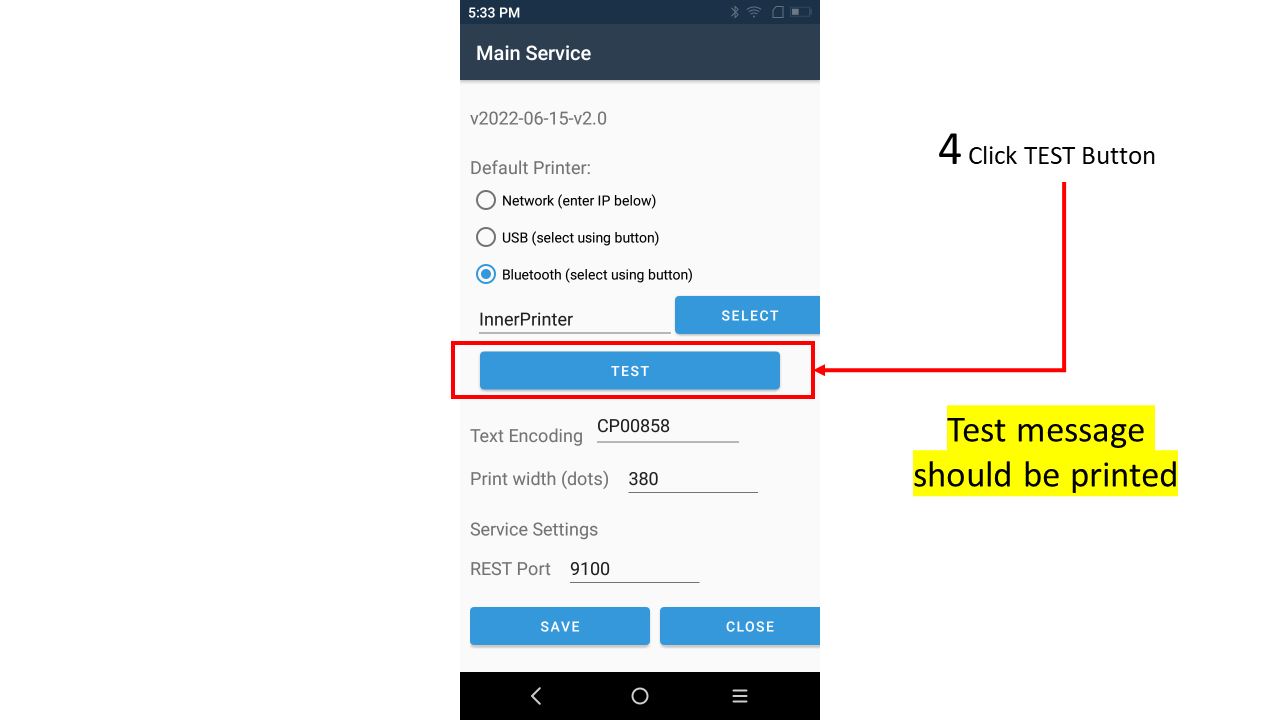 5:33 PM
Main Service
v2022-06-15-v2.0
Default Printer:
Network (enter IP below)
USB (select using button)
Bluetooth (select using button)
InnerPrinter
SELECT
TEST
Text Encoding CP00858
Print width (dots) 380
Service Settings
REST Port 9100
SAVE CLOSE
4 Click TEST Button
Test message
should be printed